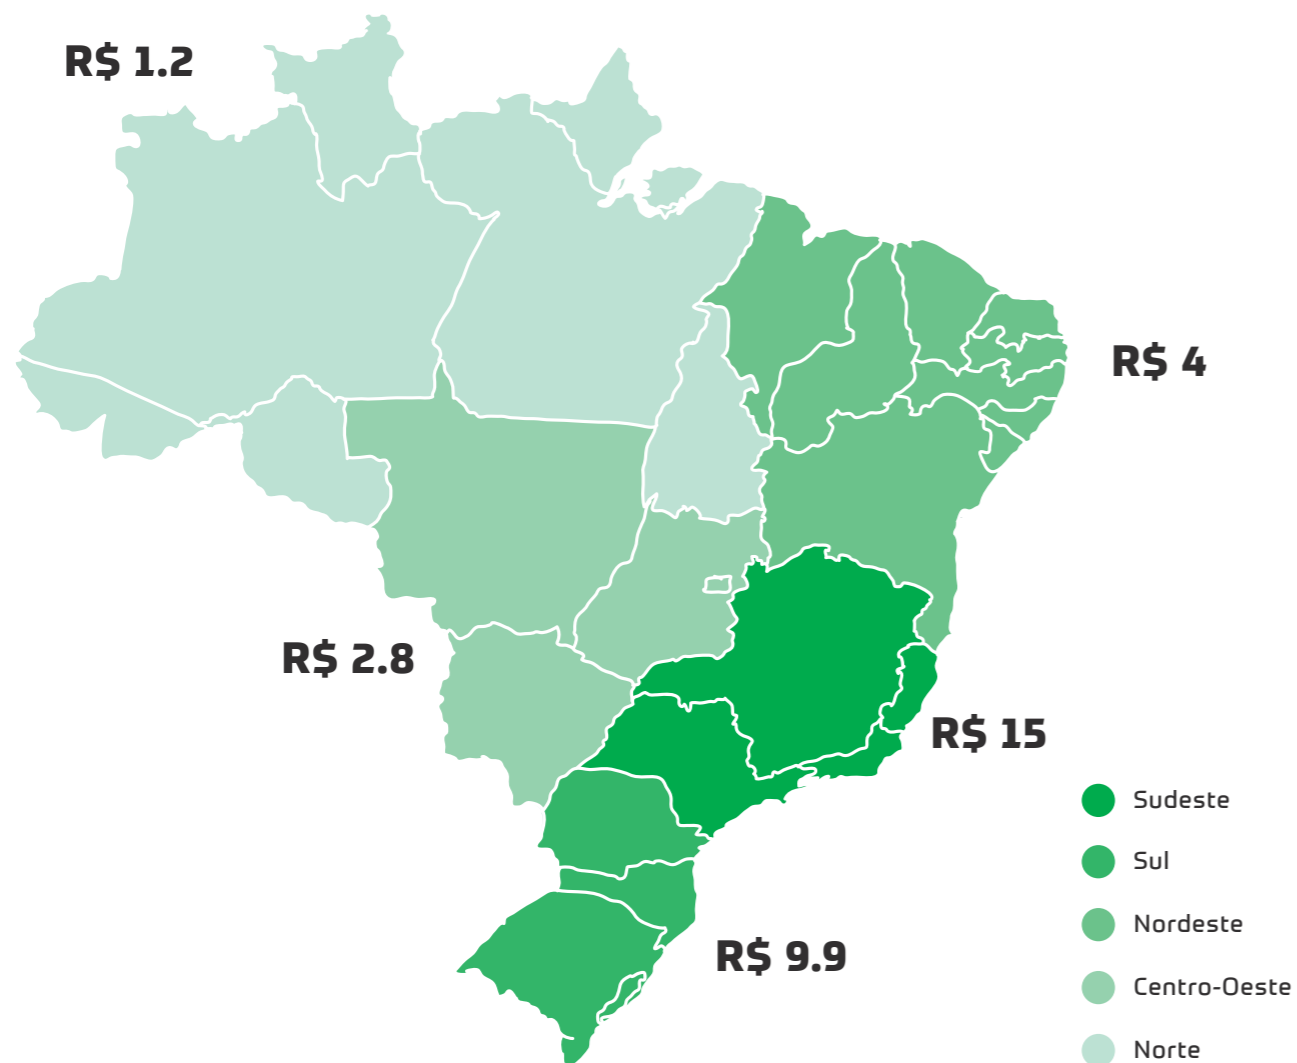 R$ 1.2
R$ 4
R$ 2.8
R$ 15
R$ 9.9
Sudeste
Sul
Nordeste
Centro-Oeste
Norte